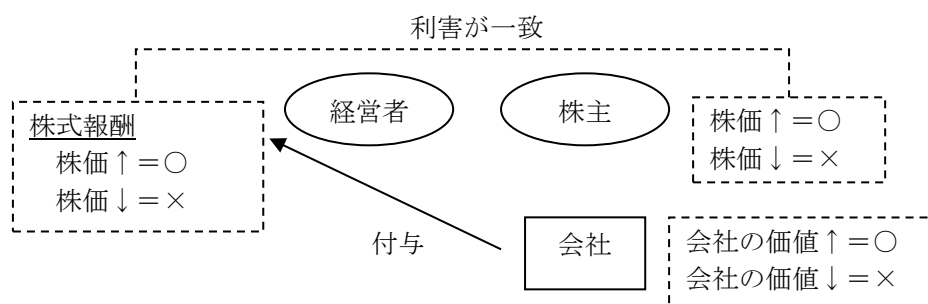 利害が一致
経営者
株主
株式報酬
株価↑＝○
株価↓＝×
株価↑＝○
株価↓＝×
付与
会社
会社の価値↑＝○
会社の価値↓＝×